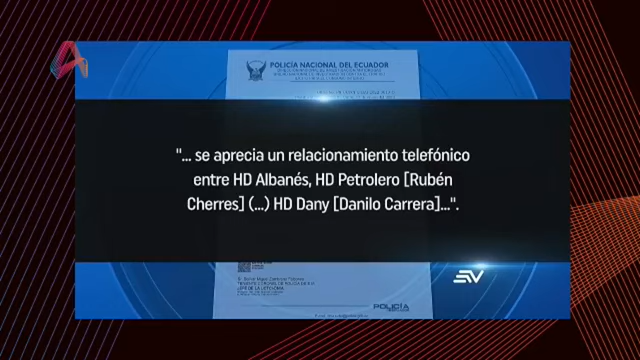 POLICÍA NACIONAL DEL ECUADOR
"... se aprecia un relacionamiento telefónico
entre HD Albanés, HD Petrolero [Rubén
Cherres] (...) HD Dany [Danilo Carrera]...".
POLICÍA